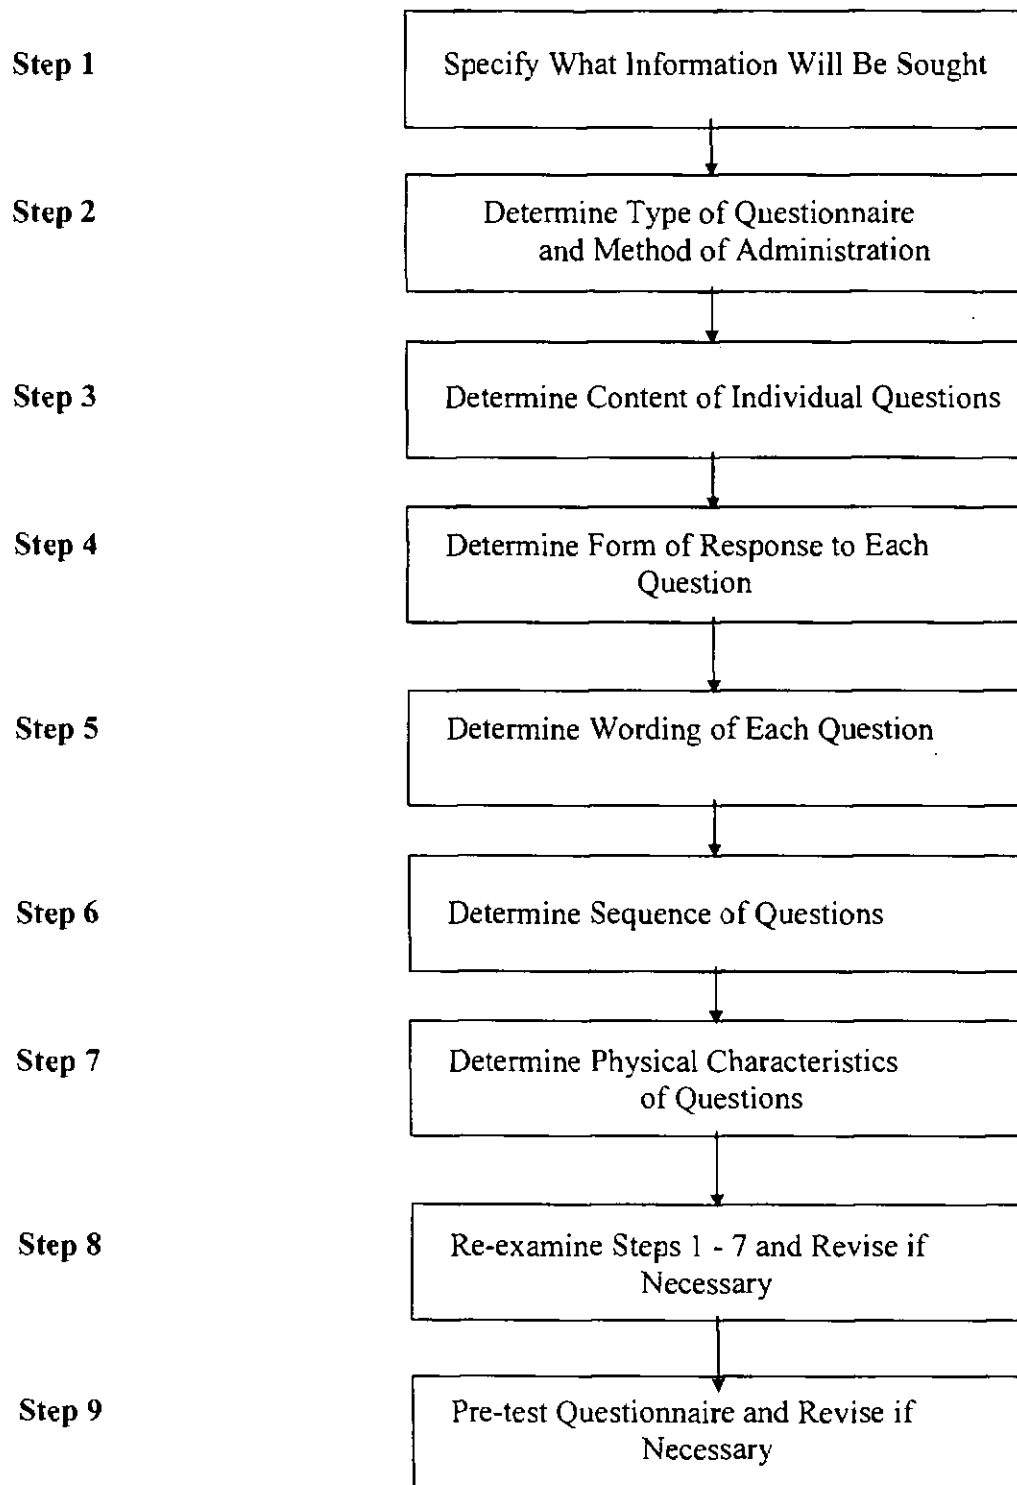 Step 1
Specify What Information Will Be Sought
Step 2
Determine Type of Questionnaire
and Method of Administration
Step 3
Determine Content of Individual Questions
Step 4
Determine Form of Response to Each
Question
Step 5
Determine Wording of Each Question
Step 6
Determine Sequence of Questions
Step 7
Determine Physical Characteristics
of Questions
Step 8
Re-examine Steps 1 - 7 and Revise if
Necessary
Step 9
Pre-test Questionnaire and Revise if
Necessary